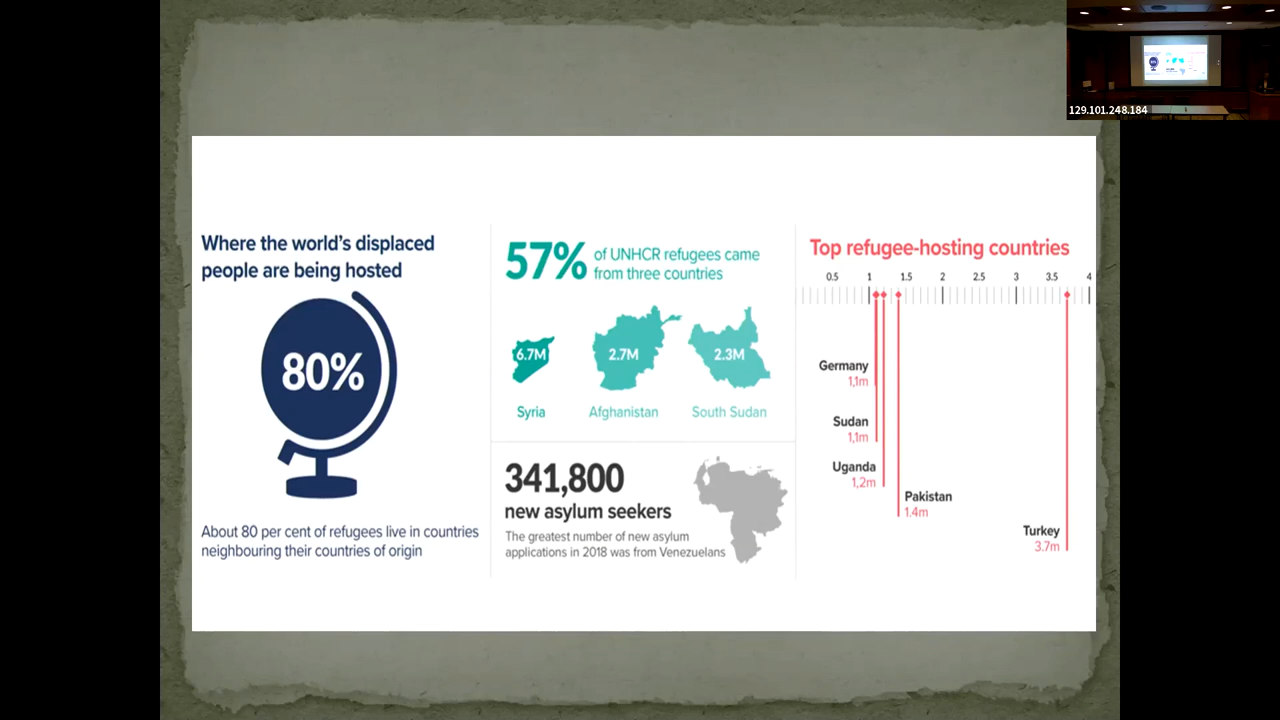 129.101.248.184
Where the world's displaced
people are being hosted
80%
About 80 per cent of refugees live in countries
neighbouring their countries of origin
57%
of UNHCR refugees came
from three countries
6.7M
2.7M
2.3M
Syria
Afghanistan
South Sudan
341,800
new asylum seekers
The greatest number of new asylum
applications in 2018 was from Venezuelans
Top refugee-hosting countries
0.5 1 1.5 2 2.5 3 3.5 4
Germany
1,1m
Sudan
1,1m
Uganda
1,2m
Pakistan
1.4m
Turkey
3.7m